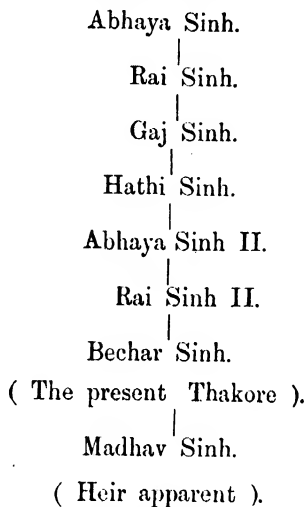 Abhaya Sinh.
Rai Sinh.
Gaj Sinh.
Hathi Sinh.
Abhaya Sinh II.
Rai Sinh II.
Bechar Sinh.
( The present Thakore ).
Madhav Sinh.
( Heir apparent ).